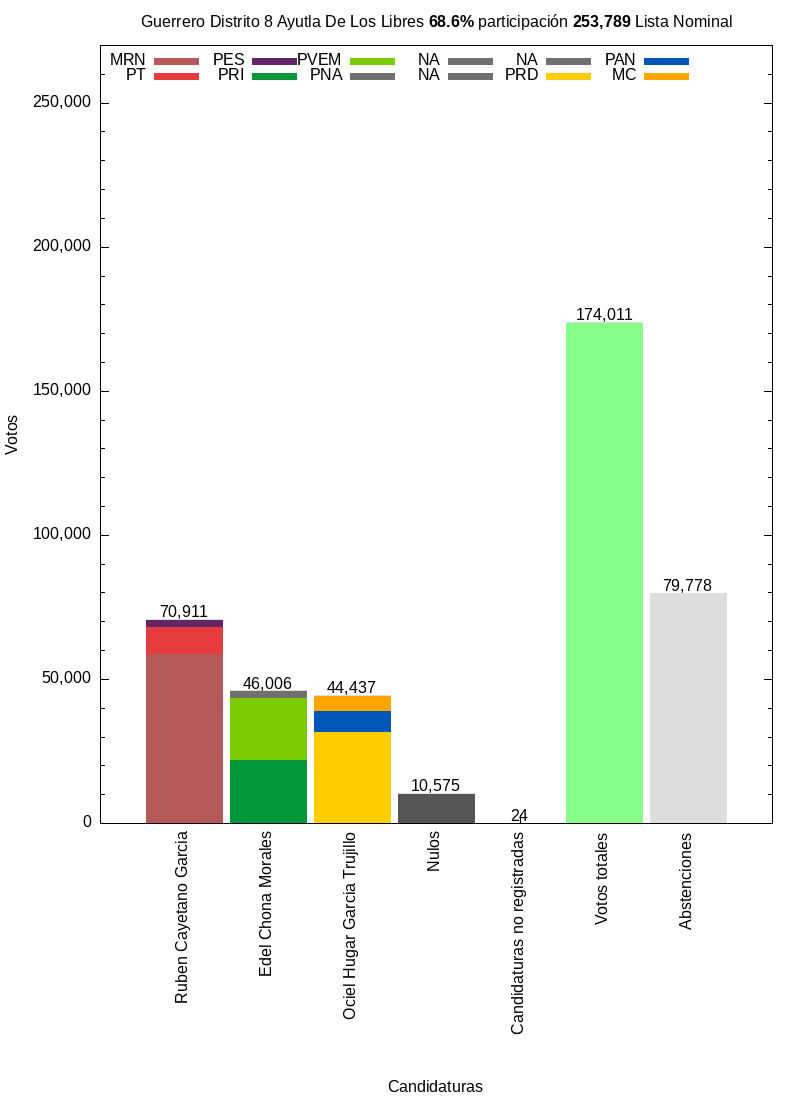 Guerrero Distrito 8 Ayutla De Los Libres 68.6% participación 253,789 Lista Nominal
MRN PES PVEM NA NA PAN
PT PRI PNA NA PRD MC
250,000
200,000
150,000
100,000
50,000
0
Votos
70,911
46,006
44,437
10,575
24
174,011
79,778
Ruben Cayetano Garcia
Edel Chona Morales
Ociel Hugar Garcia Trujillo
Nulos
Candidaturas no registradas
Votos totales
Abstenciones
Candidaturas